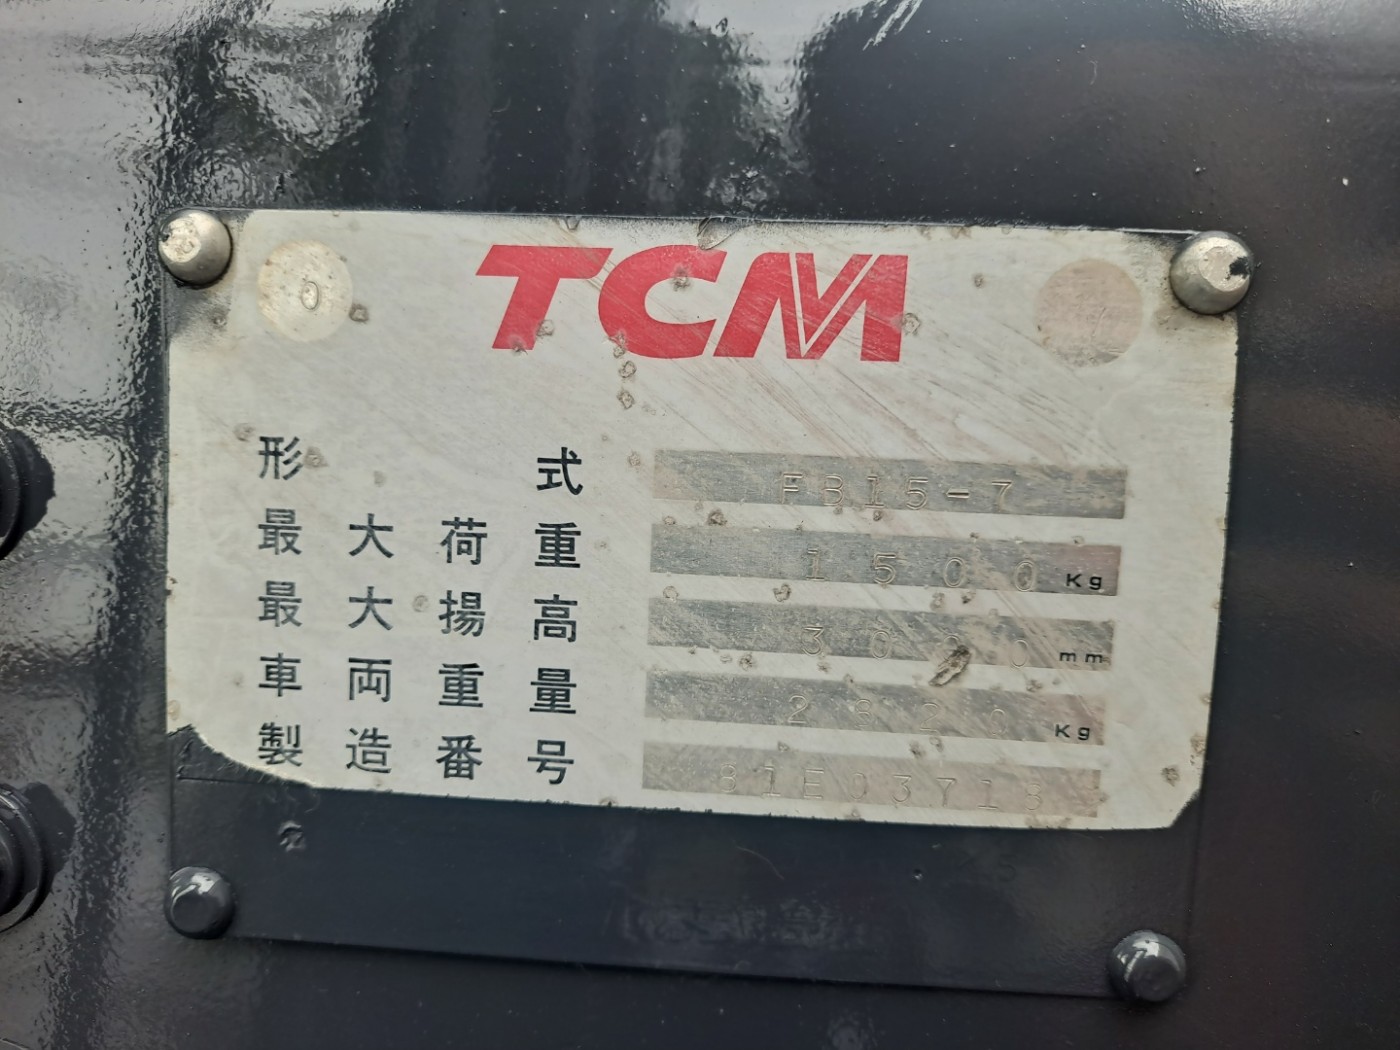 TCM
形式 FB15-7
最大荷重 1500 Kg
最大揚高 3000 mm
車両重量 Kg
製造番号